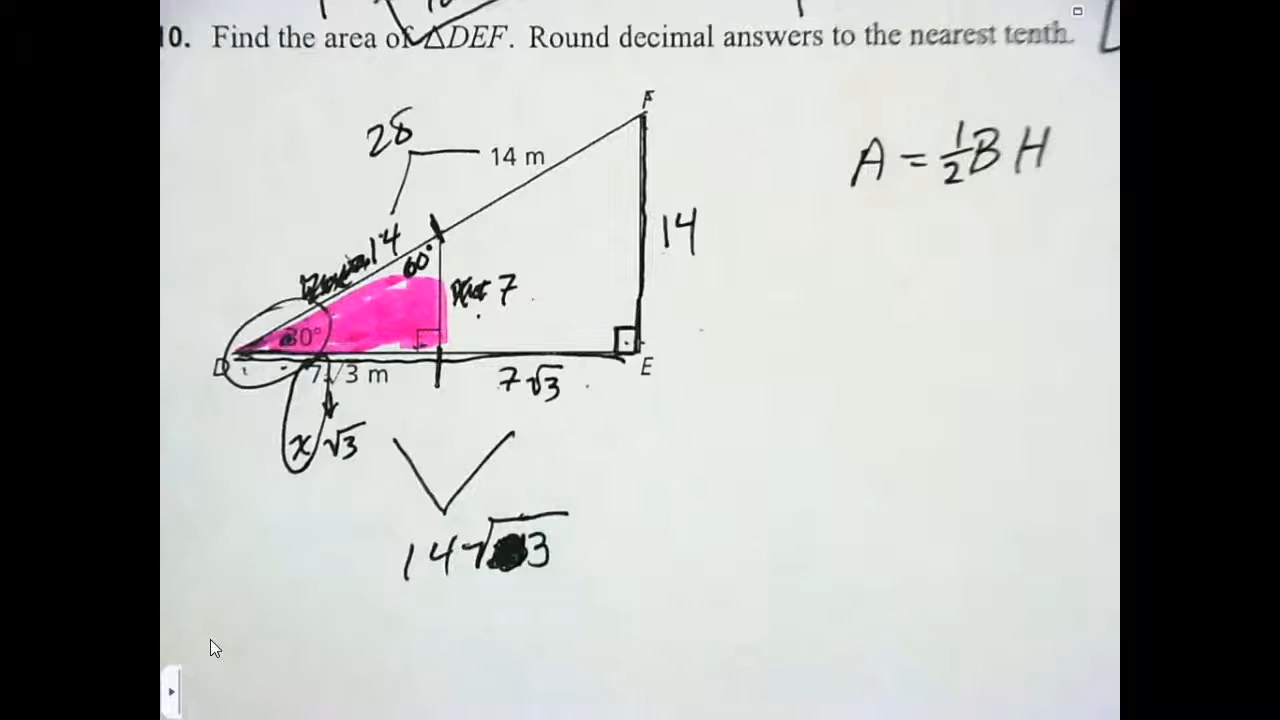 10. Find the area of △DEF. Round decimal answers to the nearest tenth.
F
28
14 m
A = 1/2 B H
14
14
60°
7
30°
D
7√3 m
7√3
E
x√3
14√3